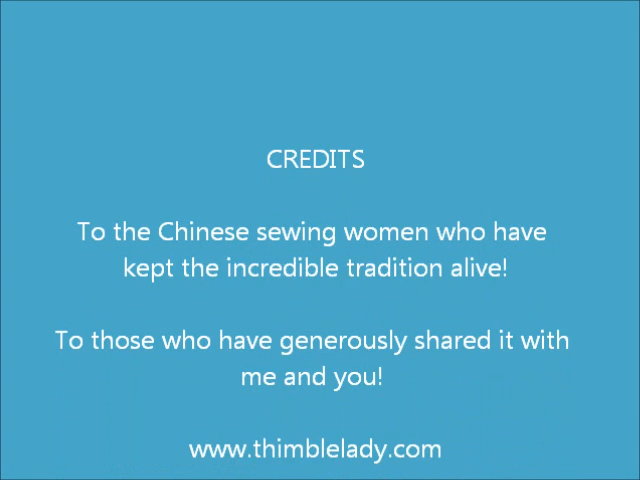 CREDITS
To the Chinese sewing women who have
kept the incredible tradition alive!
To those who have generously shared it with
me and you!
www.thimblelady.com